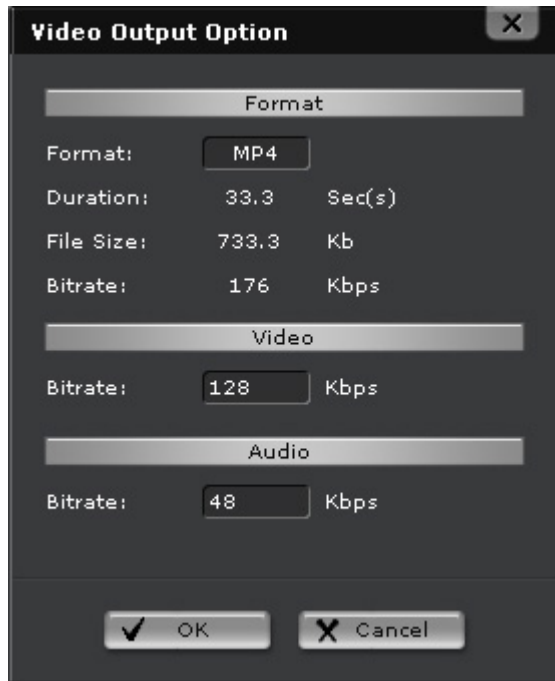 Video Output Option
Format
Format: MP4
Duration: 33.3 Sec(s)
File Size: 733.3 Kb
Bitrate: 176 Kbps
Video
Bitrate: 128 Kbps
Audio
Bitrate: 48 Kbps
OK Cancel